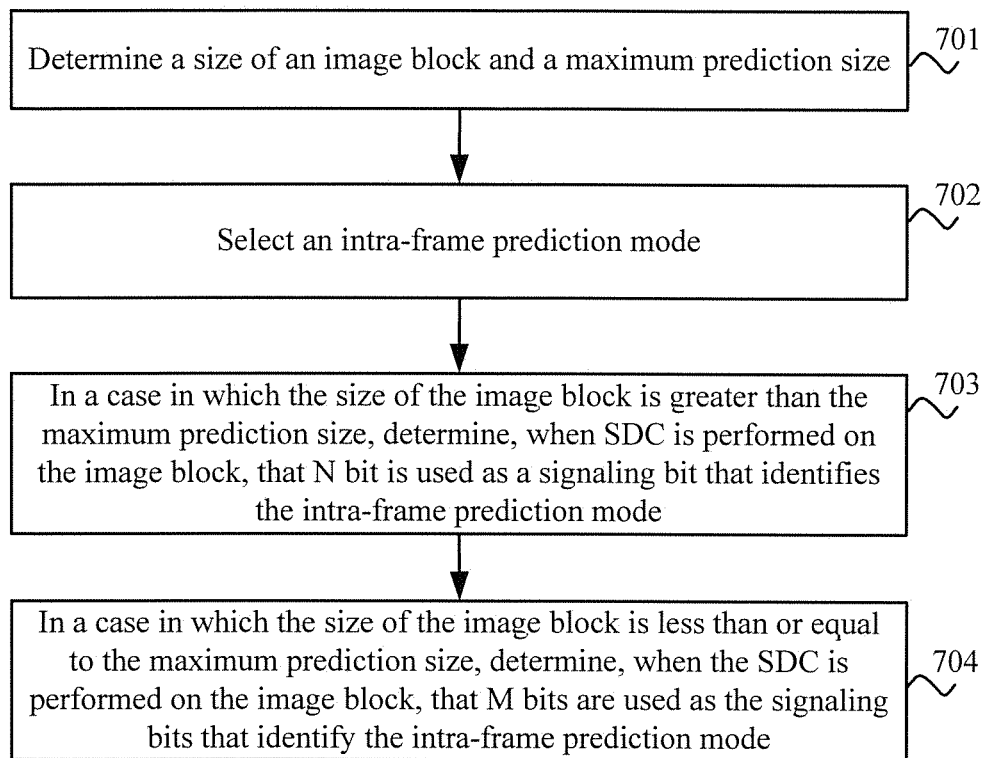 701
Determine a size of an image block and a maximum prediction size
702
Select an intra-frame prediction mode
703
In a case in which the size of the image block is greater than the
maximum prediction size, determine, when SDC is performed on
the image block, that N bit is used as a signaling bit that identifies
the intra-frame prediction mode
704
In a case in which the size of the image block is less than or equal
to the maximum prediction size, determine, when the SDC is
performed on the image block, that M bits are used as the signaling
bits that identify the intra-frame prediction mode